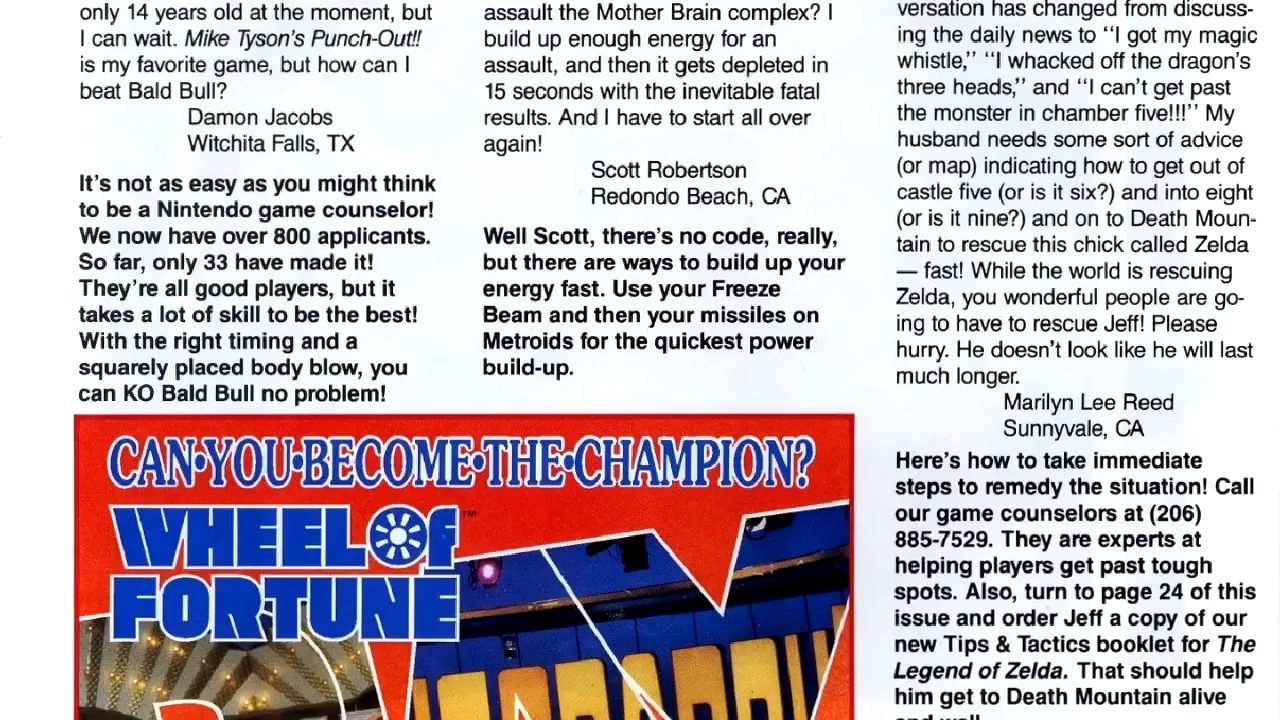 only 14 years old at the moment, but
I can wait. Mike Tyson's Punch-Out!!
is my favorite game, but how can I
beat Bald Bull?
Damon Jacobs
Witchita Falls, TX
It's not as easy as you might think
to be a Nintendo game counselor!
We now have over 800 applicants.
So far, only 33 have made it!
They're all good players, but it
takes a lot of skill to be the best!
With the right timing and a
squarely placed body blow, you
can KO Bald Bull no problem!
assault the Mother Brain complex? I
build up enough energy for an
assault, and then it gets depleted in
15 seconds with the inevitable fatal
results. And I have to start all over
again!
Scott Robertson
Redondo Beach, CA
Well Scott, there's no code, really,
but there are ways to build up your
energy fast. Use your Freeze
Beam and then your missiles on
Metroids for the quickest power
build-up.
CAN•YOU•BECOME•THE•CHAMPION?
WHEEL OF™
FORTUNE
versation has changed from discuss-
ing the daily news to "I got my magic
whistle," "I whacked off the dragon's
three heads," and "I can't get past
the monster in chamber five!!!" My
husband needs some sort of advice
(or map) indicating how to get out of
castle five (or is it six?) and into eight
(or is it nine?) and on to Death Moun-
tain to rescue this chick called Zelda
— fast! While the world is rescuing
Zelda, you wonderful people are go-
ing to have to rescue Jeff! Please
hurry. He doesn't look like he will last
much longer.
Marilyn Lee Reed
Sunnyvale, CA
Here's how to take immediate
steps to remedy the situation! Call
our game counselors at (206)
885-7529. They are experts at
helping players get past tough
spots. Also, turn to page 24 of this
issue and order Jeff a copy of our
new Tips & Tactics booklet for The
Legend of Zelda. That should help
him get to Death Mountain alive